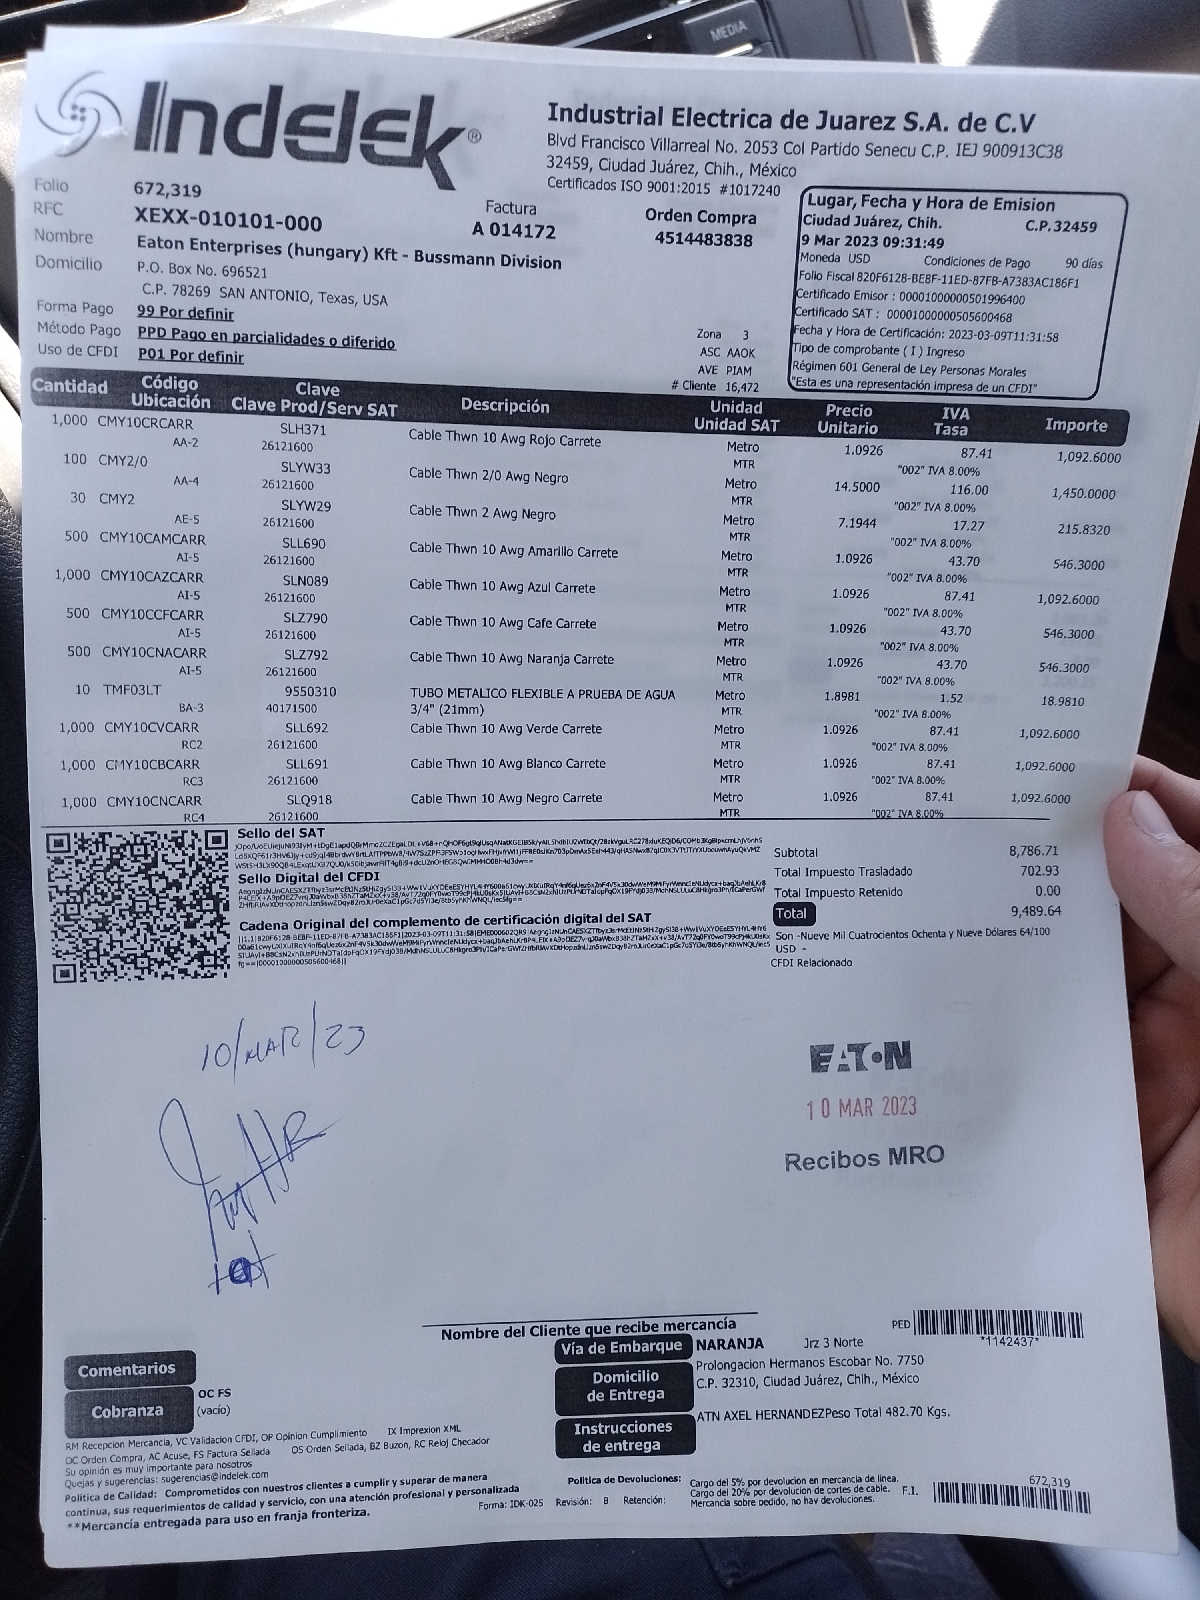 MEDIA
Indelek®
Industrial Electrica de Juarez S.A. de C.V
Blvd Francisco Villarreal No. 2053 Col Partido Senecu C.P. IEJ 900913C38
32459, Ciudad Juárez, Chih., México
Certificados ISO 9001:2015 #1017240
Folio 672,319
RFC XEXX-010101-000
Factura
A 014172
Orden Compra
4514483838
Nombre Eaton Enterprises (hungary) Kft - Bussmann Division
Domicilio P.O. Box No. 696521
C.P. 78269 SAN ANTONIO, Texas, USA
Forma Pago 99 Por definir
Método Pago PPD Pago en parcialidades o diferido
Uso de CFDI P01 Por definir
Zona 3
ASC AAOK
AVE PIAM
# Cliente 16,472
Lugar, Fecha y Hora de Emision
Ciudad Juárez, Chih. C.P.32459
9 Mar 2023 09:31:49
Moneda USD Condiciones de Pago 90 días
Folio Fiscal 820F6128-BE8F-11ED-87FB-A7383AC186F1
Certificado Emisor : 00001000000501996400
Certificado SAT : 00001000000505600468
Fecha y Hora de Certificación: 2023-03-09T11:31:58
Tipo de comprobante ( I ) Ingreso
Régimen 601 General de Ley Personas Morales
"Esta es una representación impresa de un CFDI"
Cantidad Código Ubicación Clave Clave Prod/Serv SAT Descripción Unidad Unidad SAT Precio Unitario IVA Tasa Importe
1,000 CMY10CRCARR SLH371 Cable Thwn 10 Awg Rojo Carrete Metro 1.0926 87.41 1,092.6000
AA-2 26121600 MTR "002" IVA 8.00%
100 CMY2/0 SLYW33 Cable Thwn 2/0 Awg Negro Metro 14.5000 116.00 1,450.0000
AA-4 26121600 MTR "002" IVA 8.00%
30 CMY2 SLYW29 Cable Thwn 2 Awg Negro Metro 7.1944 17.27 215.8320
AE-5 26121600 MTR "002" IVA 8.00%
500 CMY10CAMCARR SLL690 Cable Thwn 10 Awg Amarillo Carrete Metro 1.0926 43.70 546.3000
AI-5 26121600 MTR "002" IVA 8.00%
1,000 CMY10CAZCARR SLN089 Cable Thwn 10 Awg Azul Carrete Metro 1.0926 87.41 1,092.6000
AI-5 26121600 MTR "002" IVA 8.00%
500 CMY10CCFCARR SLZ790 Cable Thwn 10 Awg Cafe Carrete Metro 1.0926 43.70 546.3000
AI-5 26121600 MTR "002" IVA 8.00%
500 CMY10CNACARR SLZ792 Cable Thwn 10 Awg Naranja Carrete Metro 1.0926 43.70 546.3000
AI-5 26121600 MTR "002" IVA 8.00%
10 TMF03LT 9550310 TUBO METALICO FLEXIBLE A PRUEBA DE AGUA Metro 1.8981 1.52 18.9810
BA-3 40171500 3/4" (21mm) MTR "002" IVA 8.00%
1,000 CMY10CVCARR SLL692 Cable Thwn 10 Awg Verde Carrete Metro 1.0926 87.41 1,092.6000
RC2 26121600 MTR "002" IVA 8.00%
1,000 CMY10CBCARR SLL691 Cable Thwn 10 Awg Blanco Carrete Metro 1.0926 87.41 1,092.6000
RC3 26121600 MTR "002" IVA 8.00%
1,000 CMY10CNCARR SLQ918 Cable Thwn 10 Awg Negro Carrete Metro 1.0926 87.41 1,092.6000
RC4 26121600 MTR "002" IVA 8.00%
Sello del SAT
Sello Digital del CFDI
Cadena Original del complemento de certificación digital del SAT
Subtotal 8,786.71
Total Impuesto Trasladado 702.93
Total Impuesto Retenido 0.00
Total 9,489.64
Son -Nueve Mil Cuatrocientos Ochenta y Nueve Dólares 64/100
USD -
CFDI Relacionado
10/MAR/23
EATON
10 MAR 2023
Recibos MRO
Nombre del Cliente que recibe mercancía
PED *1142437*
Vía de Embarque NARANJA Jrz 3 Norte
Domicilio de Entrega Prolongacion Hermanos Escobar No. 7750
C.P. 32310, Ciudad Juárez, Chih., México
Instrucciones de entrega ATN AXEL HERNANDEZPeso Total 482.70 Kgs.
Comentarios
Cobranza OC FS
(vacío)
RM Recepcion Mercancia, VC Validacion CFDI, OP Opinion Cumplimiento IX Impresion XML
OC Orden Compra, AC Acuse, FS Factura Sellada OS Orden Sellada, BZ Buzon, RC Reloj Checador
Su opinión es muy importante para nosotros
Quejas y sugerencias: sugerencias@indelek.com
Politica de Calidad: Comprometidos con nuestros clientes a cumplir y superar de manera
continua, sus requerimientos de calidad y servicio, con una atención profesional y personalizada
**Mercancía entregada para uso en franja fronteriza.
Forma: IDK-025 Revisión: B Retención:
Politica de Devoluciones: Cargo del 5% por devolucion en mercancia de linea.
Cargo del 20% por devolucion de cortes de cable.
Mercancia sobre pedido, no hay devoluciones.
F.I. 672,319